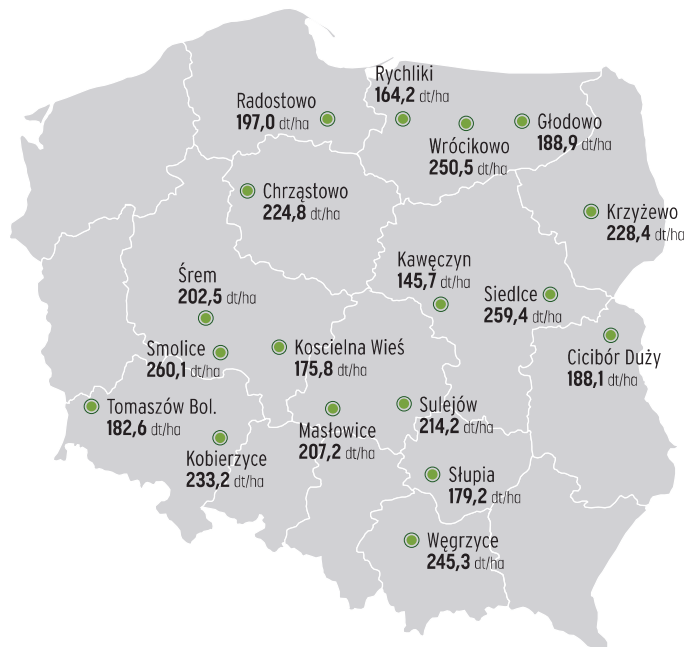 Rychliki
164,2 dt/ha
Radostowo
197,0 dt/ha
Wrócikowo
250,5 dt/ha
Głodowo
188,9 dt/ha
Chrząstowo
224,8 dt/ha
Krzyżewo
228,4 dt/ha
Kawęczyn
145,7 dt/ha
Śrem
202,5 dt/ha
Siedlce
259,4 dt/ha
Smolice
260,1 dt/ha
Koscielna Wieś
175,8 dt/ha
Cicibór Duży
188,1 dt/ha
Tomaszów Bol.
182,6 dt/ha
Sulejów
214,2 dt/ha
Masłowice
207,2 dt/ha
Kobierzyce
233,2 dt/ha
Słupia
179,2 dt/ha
Węgrzyce
245,3 dt/ha